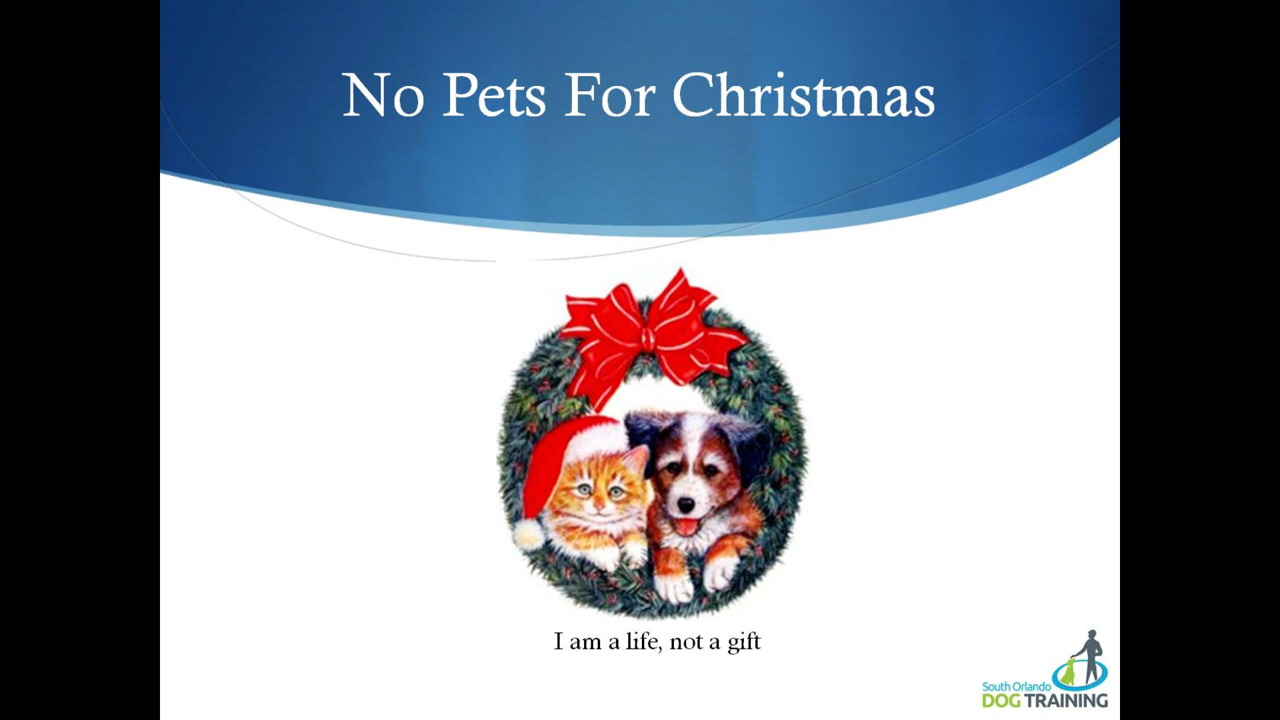 No Pets For Christmas
I am a life, not a gift
South Orlando
DOG TRAINING